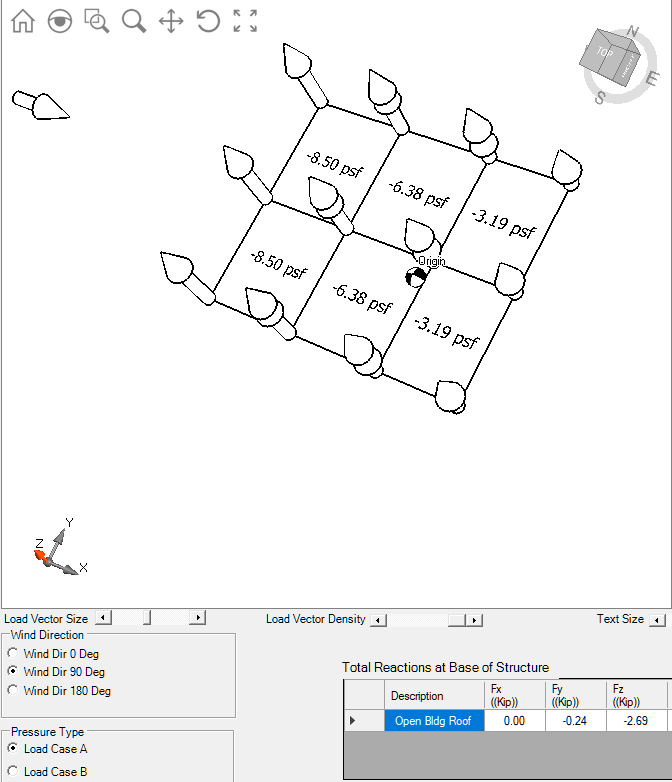 N
TOP
E
S
-8.50 psf
-6.38 psf
-3.19 psf
Origin
-8.50 psf
-6.38 psf
-3.19 psf
Y
Z
X
Load Vector Size
Load Vector Density
Text Size
Wind Direction
Wind Dir 0 Deg
Wind Dir 90 Deg
Wind Dir 180 Deg
Total Reactions at Base of Structure
Description Fx ((Kip)) Fy ((Kip)) Fz ((Kip))
Open Bldg Roof 0.00 -0.24 -2.69
Pressure Type
Load Case A
Load Case B